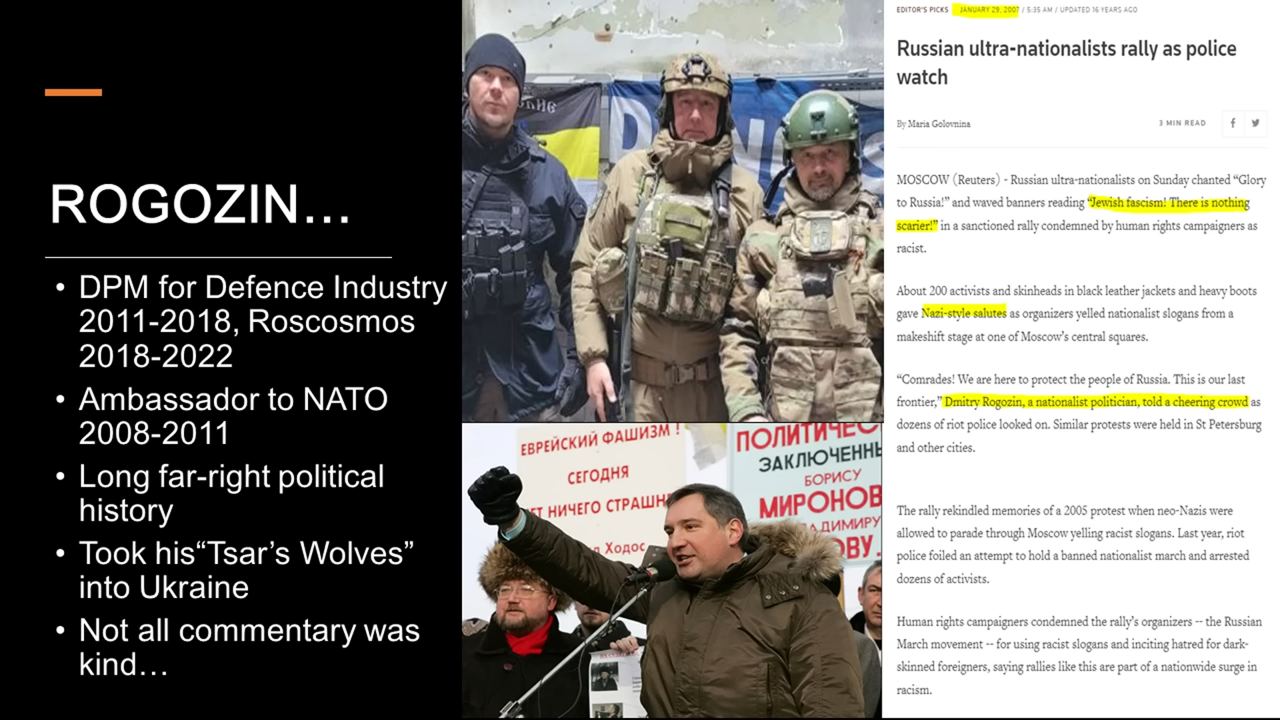 ROGOZIN...
• DPM for Defence Industry
2011-2018, Roscosmos
2018-2022
• Ambassador to NATO
2008-2011
• Long far-right political
history
• Took his“Tsar’s Wolves”
into Ukraine
• Not all commentary was
kind…
ЕВРЕЙСКИЙ ФАШИЗМ !
СЕГОДНЯ
НИЧЕГО
ЗАКЛЮЧЕНН
БОРИСУ
МИРОНОВ
EDITOR'S PICKS JANUARY 29, 2007 / 5:35 AM / UPDATED 16 YEARS AGO
Russian ultra-nationalists rally as police
watch
By Maria Golovnina
3 MIN READ
MOSCOW (Reuters) - Russian ultra-nationalists on Sunday chanted “Glory
to Russia!” and waved banners reading “Jewish fascism! There is nothing
scarier!” in a sanctioned rally condemned by human rights campaigners as
racist.
About 200 activists and skinheads in black leather jackets and heavy boots
gave Nazi-style salutes as organizers yelled nationalist slogans from a
makeshift stage at one of Moscow’s central squares.
“Comrades! We are here to protect the people of Russia. This is our last
frontier,” Dmitry Rogozin, a nationalist politician, told a cheering crowd as
dozens of riot police looked on. Similar protests were held in St Petersburg
and other cities.
The rally rekindled memories of a 2005 protest when neo-Nazis were
allowed to parade through Moscow yelling racist slogans. Last year, riot
police foiled an attempt to hold a banned nationalist march and arrested
dozens of activists.
Human rights campaigners condemned the rally’s organizers -- the Russian
March movement -- for using racist slogans and inciting hatred for dark-
skinned foreigners, saying rallies like this are part of a nationwide surge in
racism.